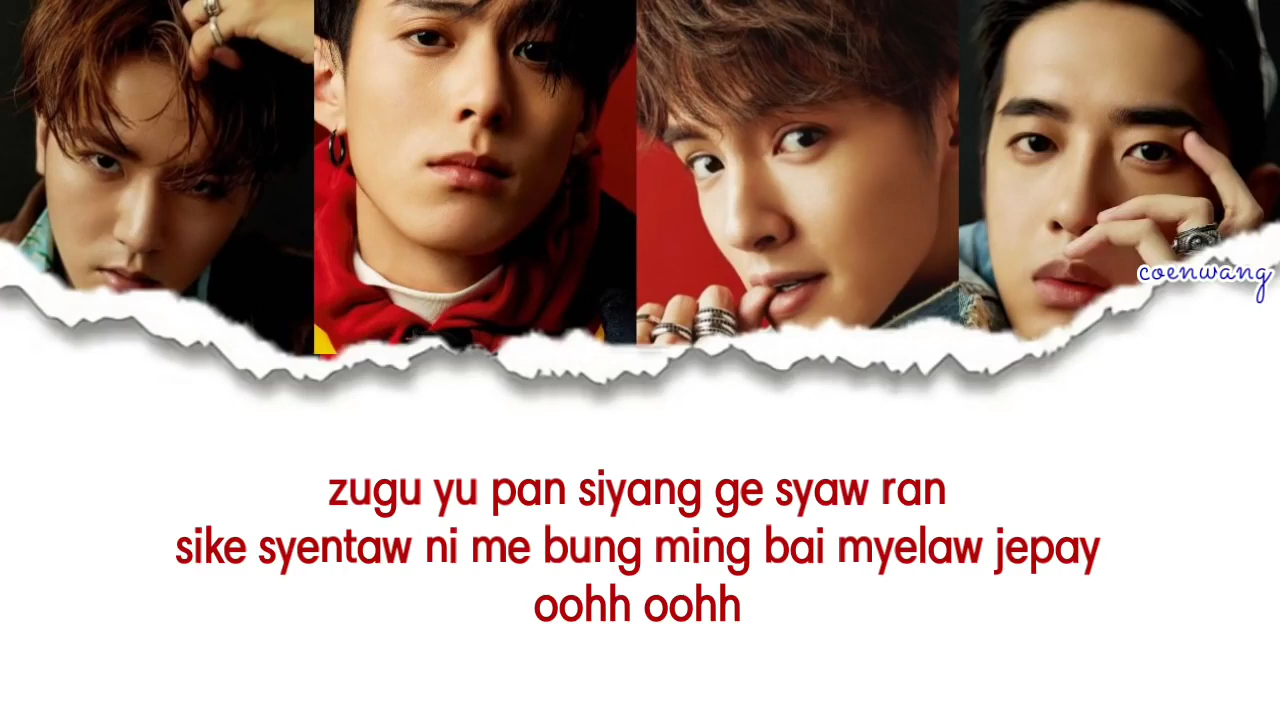 coenwang
zugu yu pan siyang ge syaw ran
sike syentaw ni me bung ming bai myelaw jepay
oohh oohh